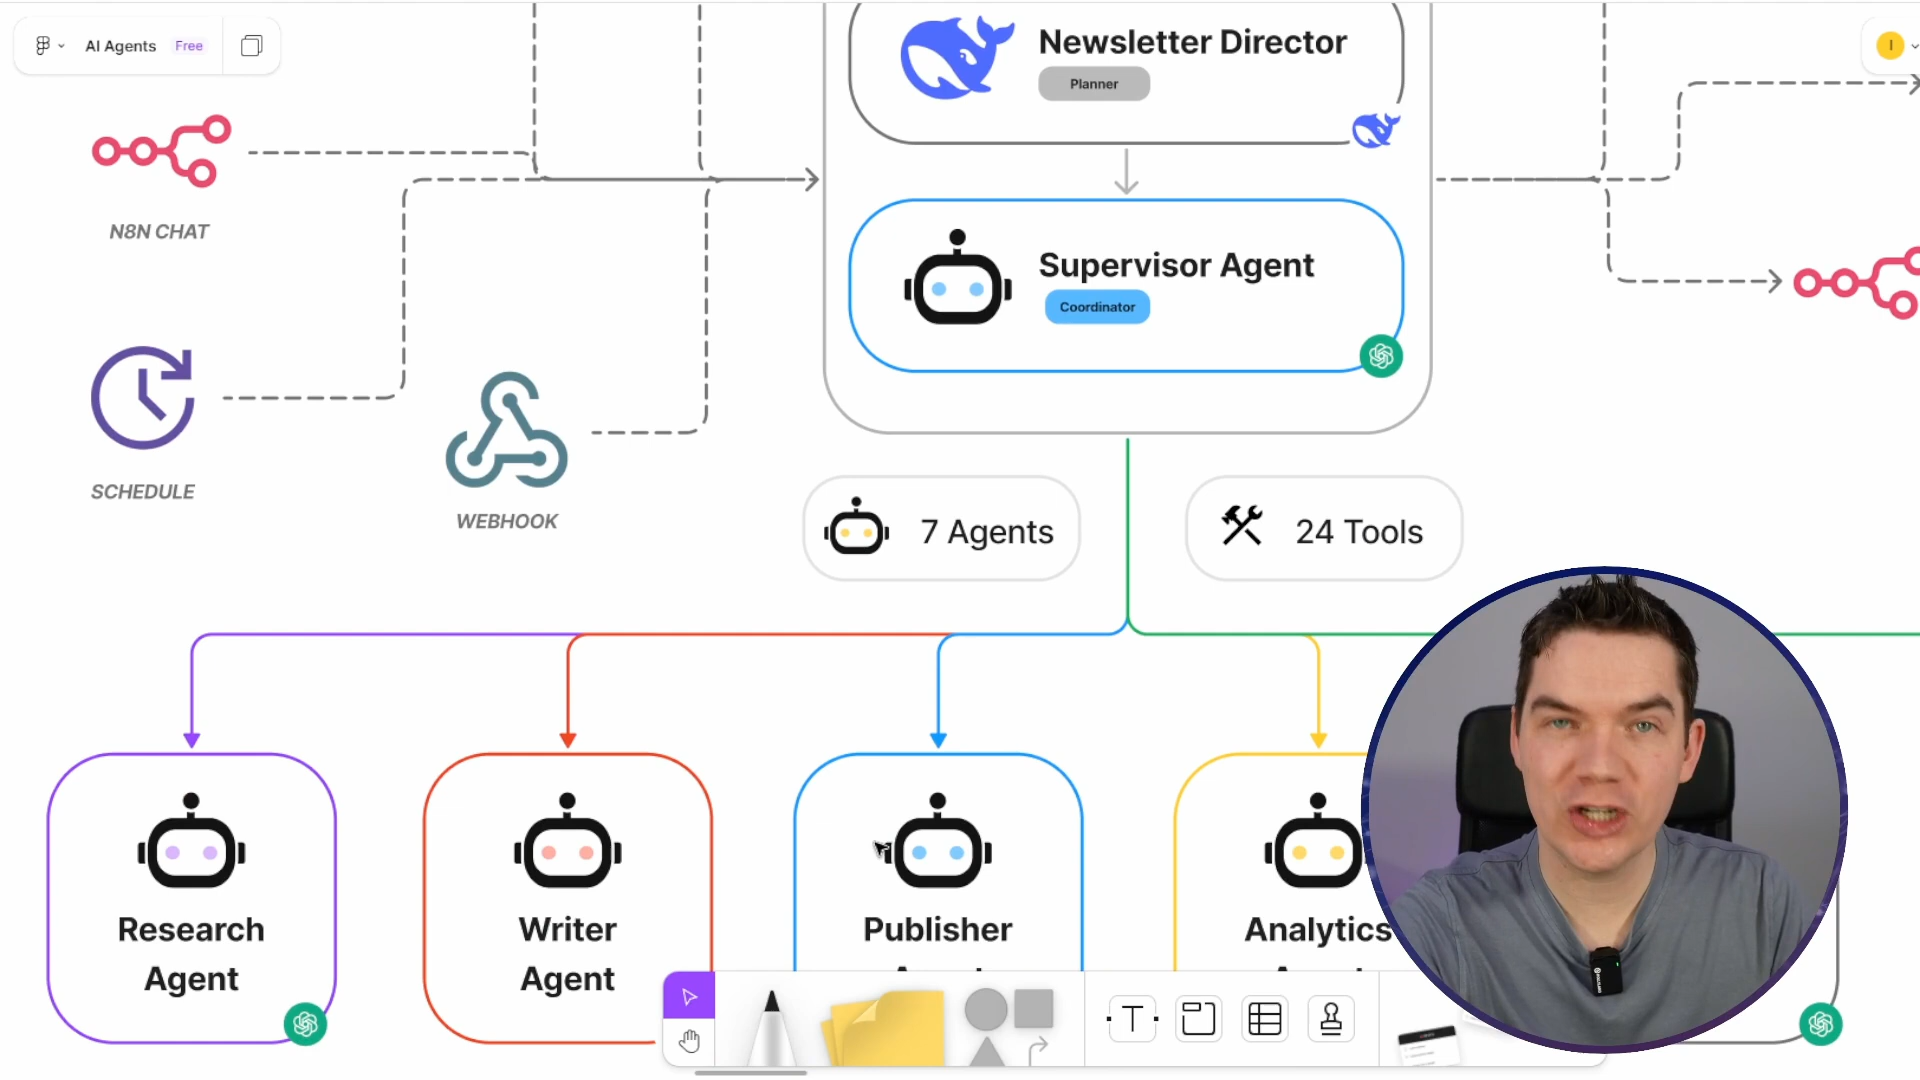 AI Agents Free
I
Newsletter Director
Planner
N8N CHAT
Supervisor Agent
Coordinator
SCHEDULE
WEBHOOK
7 Agents
24 Tools
Research
Agent
Writer
Agent
Publisher
Analytics
T